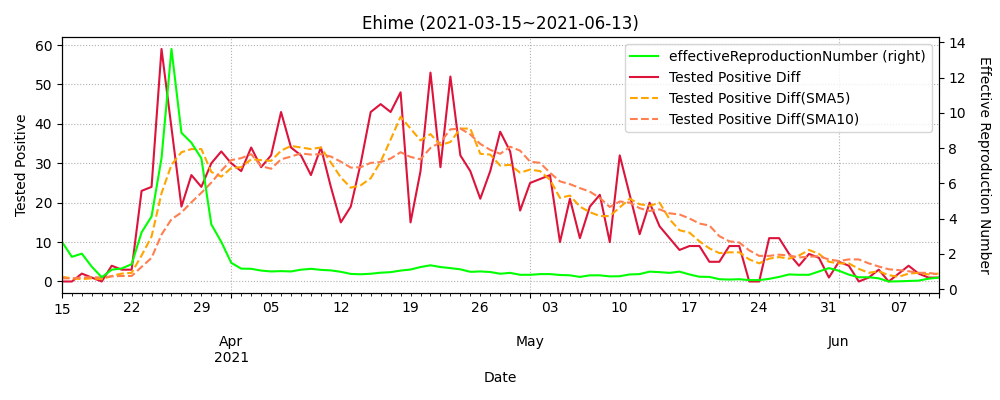 Ehime (2021-03-15~2021-06-13)
effectiveReproductionNumber (right)
Tested Positive Diff
Tested Positive Diff(SMA5)
Tested Positive Diff(SMA10)
Tested Positive
60
50
40
30
20
10
0
Effective Reproduction Number
14
12
10
8
6
4
2
0
15 22 29 05 12 19 26 03 10 17 24 31 07
Apr May Jun
2021
Date